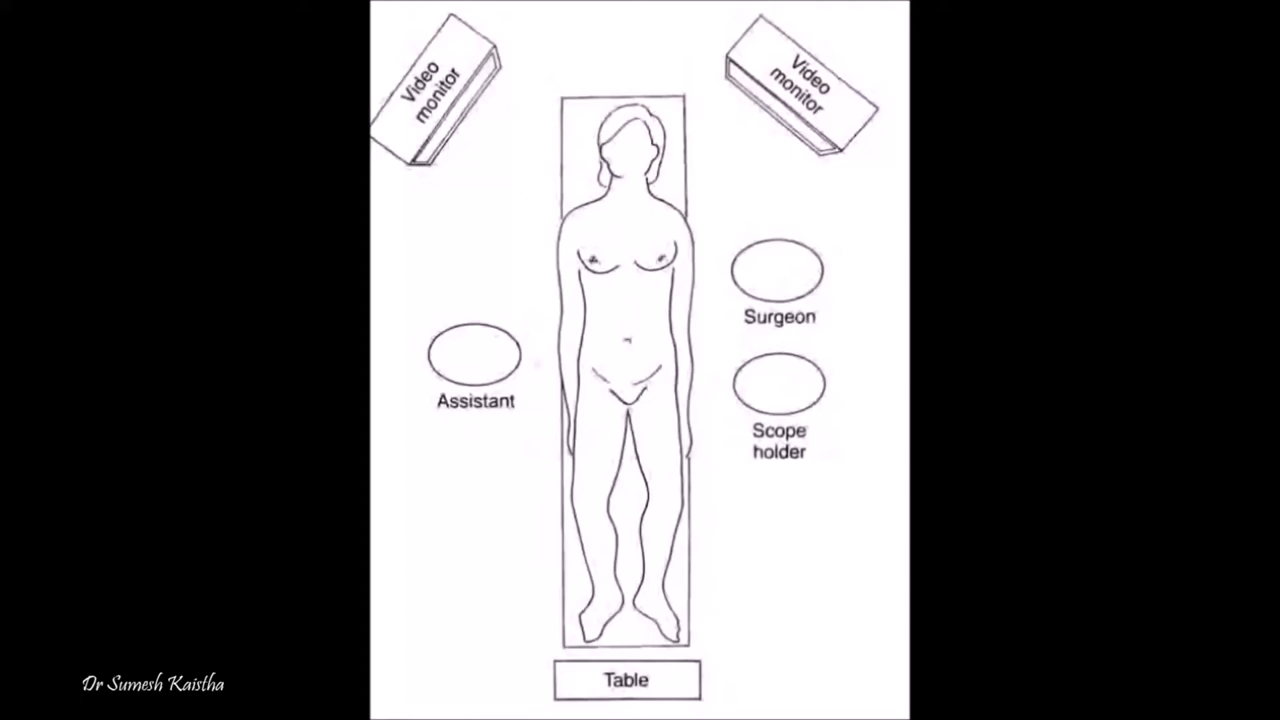 Video
monitor
Video
monitor
Surgeon
Assistant
Scope
holder
Table
Dr Sumesh Kaistha